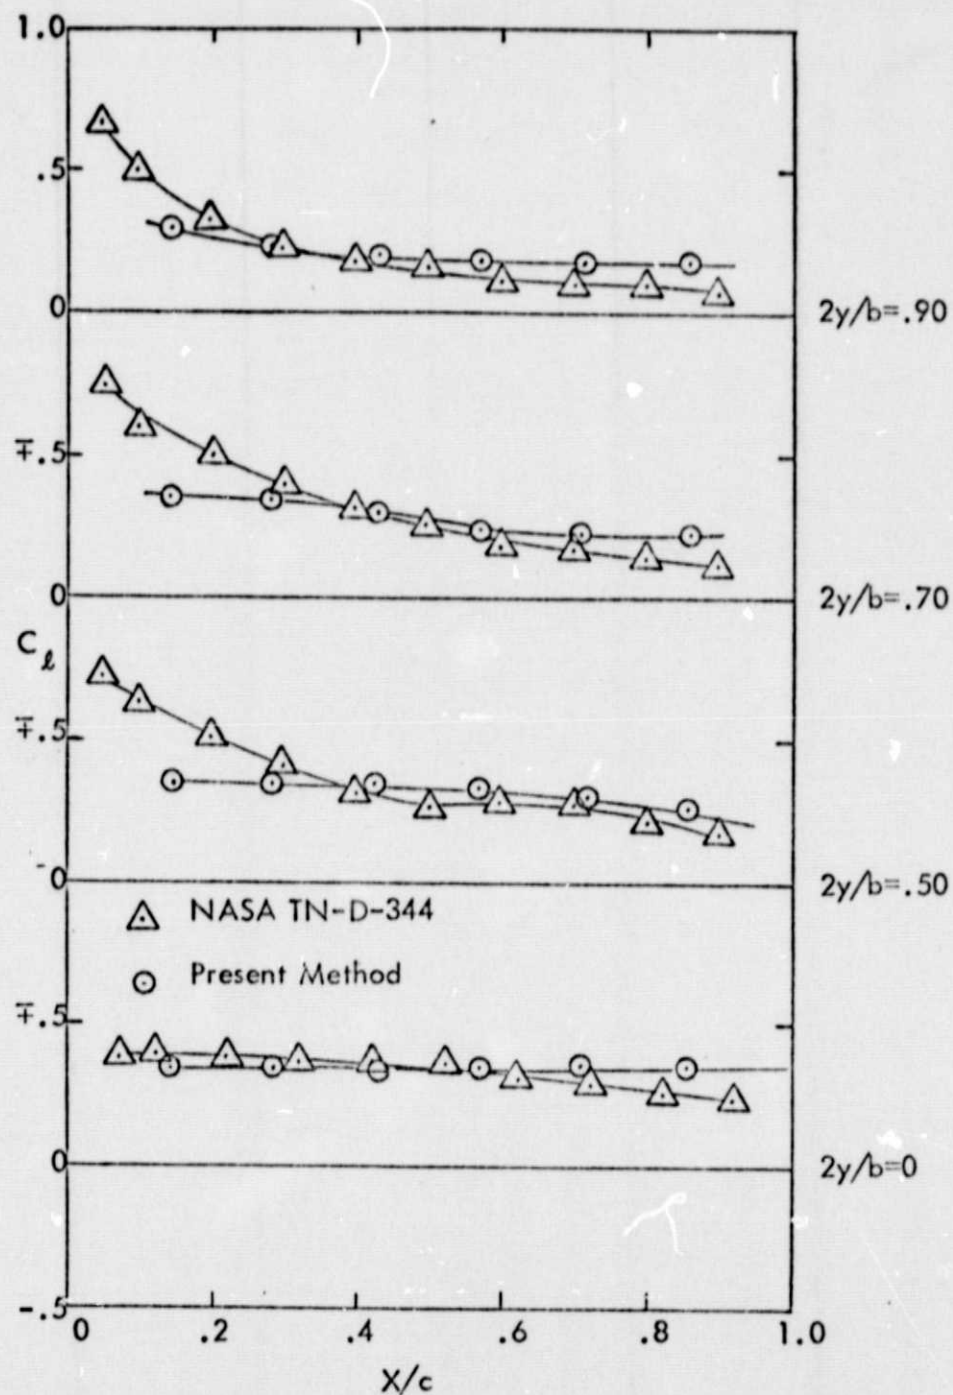 1.0
.5
0
2y/b=.90
∓.5
0
2y/b=.70
C_ℓ
∓.5
0
2y/b=.50
NASA TN-D-344
Present Method
∓.5
0
2y/b=0
-.5
0 .2 .4 .6 .8 1.0
X/c